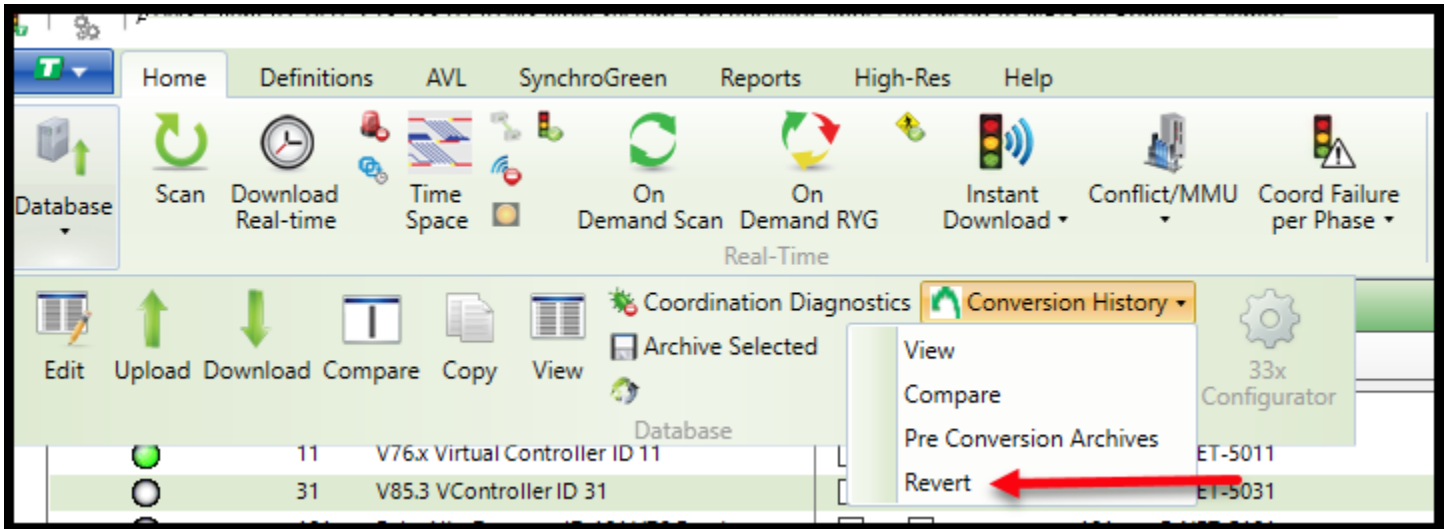 T
Home Definitions AVL SynchroGreen Reports High-Res Help
Database
Scan
Download
Real-time
Time
Space
On
Demand Scan
On
Demand RYG
Instant
Download
Conflict/MMU
Coord Failure
per Phase
Real-Time
Edit
Upload
Download
Compare
Copy
View
Coordination Diagnostics
Archive Selected
Conversion History
View
Compare
Pre Conversion Archives
Revert
33x
Configurator
Database
11 V76.x Virtual Controller ID 11 ET-5011
31 V85.3 VController ID 31 ET-5031